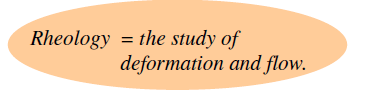 Rheology = the study of
deformation and flow.